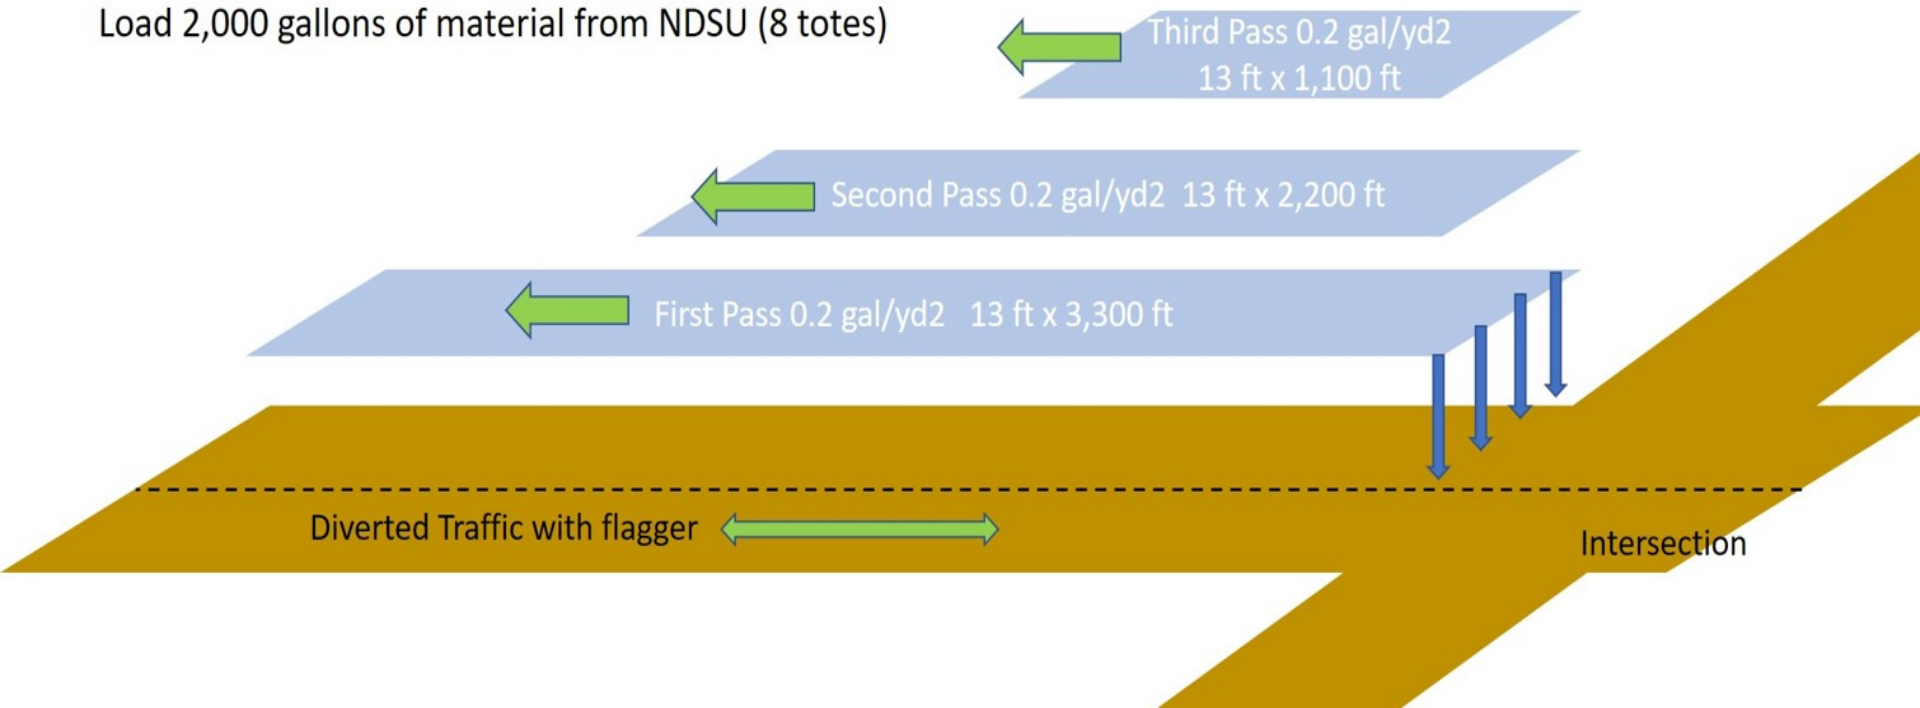 Load 2,000 gallons of material from NDSU (8 totes)
Third Pass 0.2 gal/yd2
13 ft x 1,100 ft
Second Pass 0.2 gal/yd2  13 ft x 2,200 ft
First Pass 0.2 gal/yd2   13 ft x 3,300 ft
Diverted Traffic with flagger
Intersection